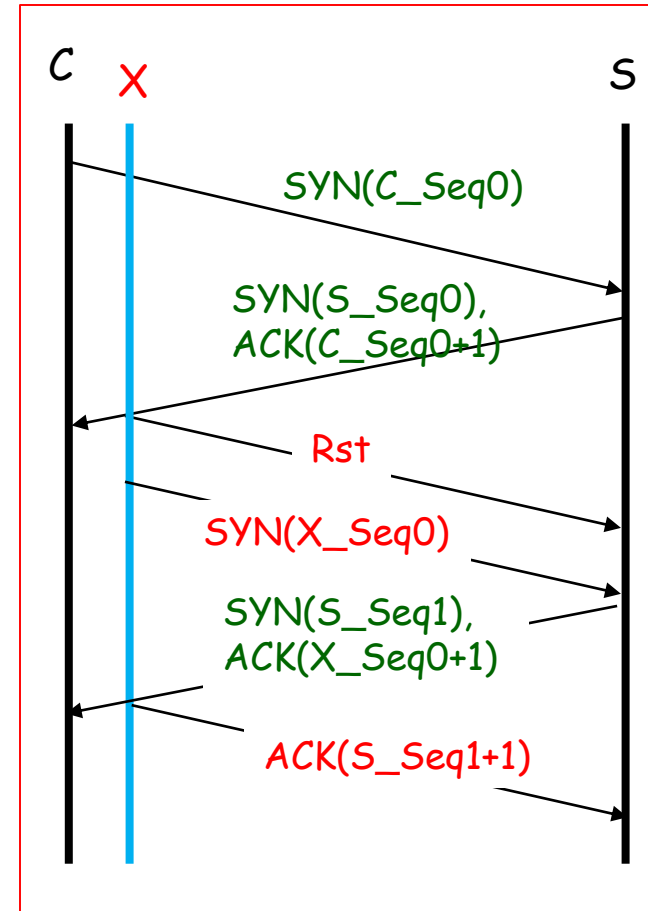 C
X
S
SYN(C_Seq0)
SYN(S_Seq0),
ACK(C_Seq0+1)
Rst
SYN(X_Seq0)
SYN(S_Seq1),
ACK(X_Seq0+1)
ACK(S_Seq1+1)